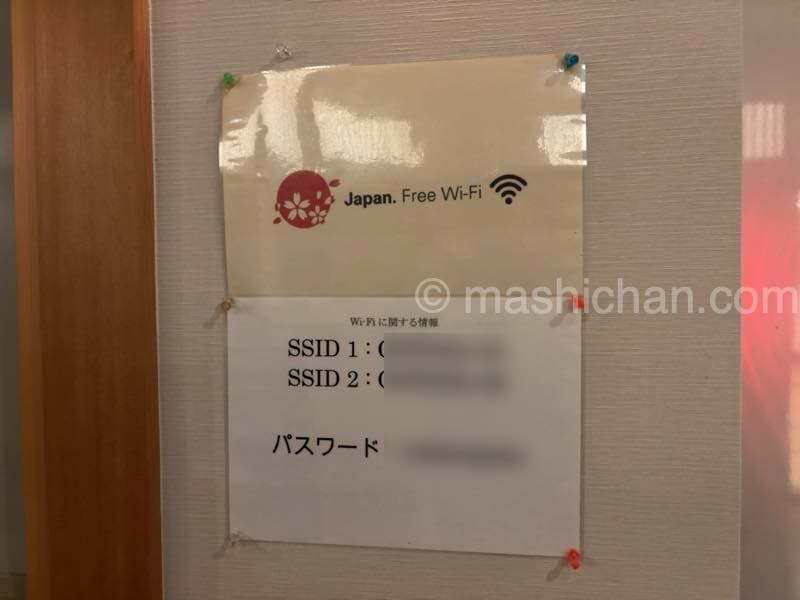 Japan. Free Wi-Fi
© mashichan.com
Wi-Fiに関する情報
SSID 1：
SSID 2：
パスワード